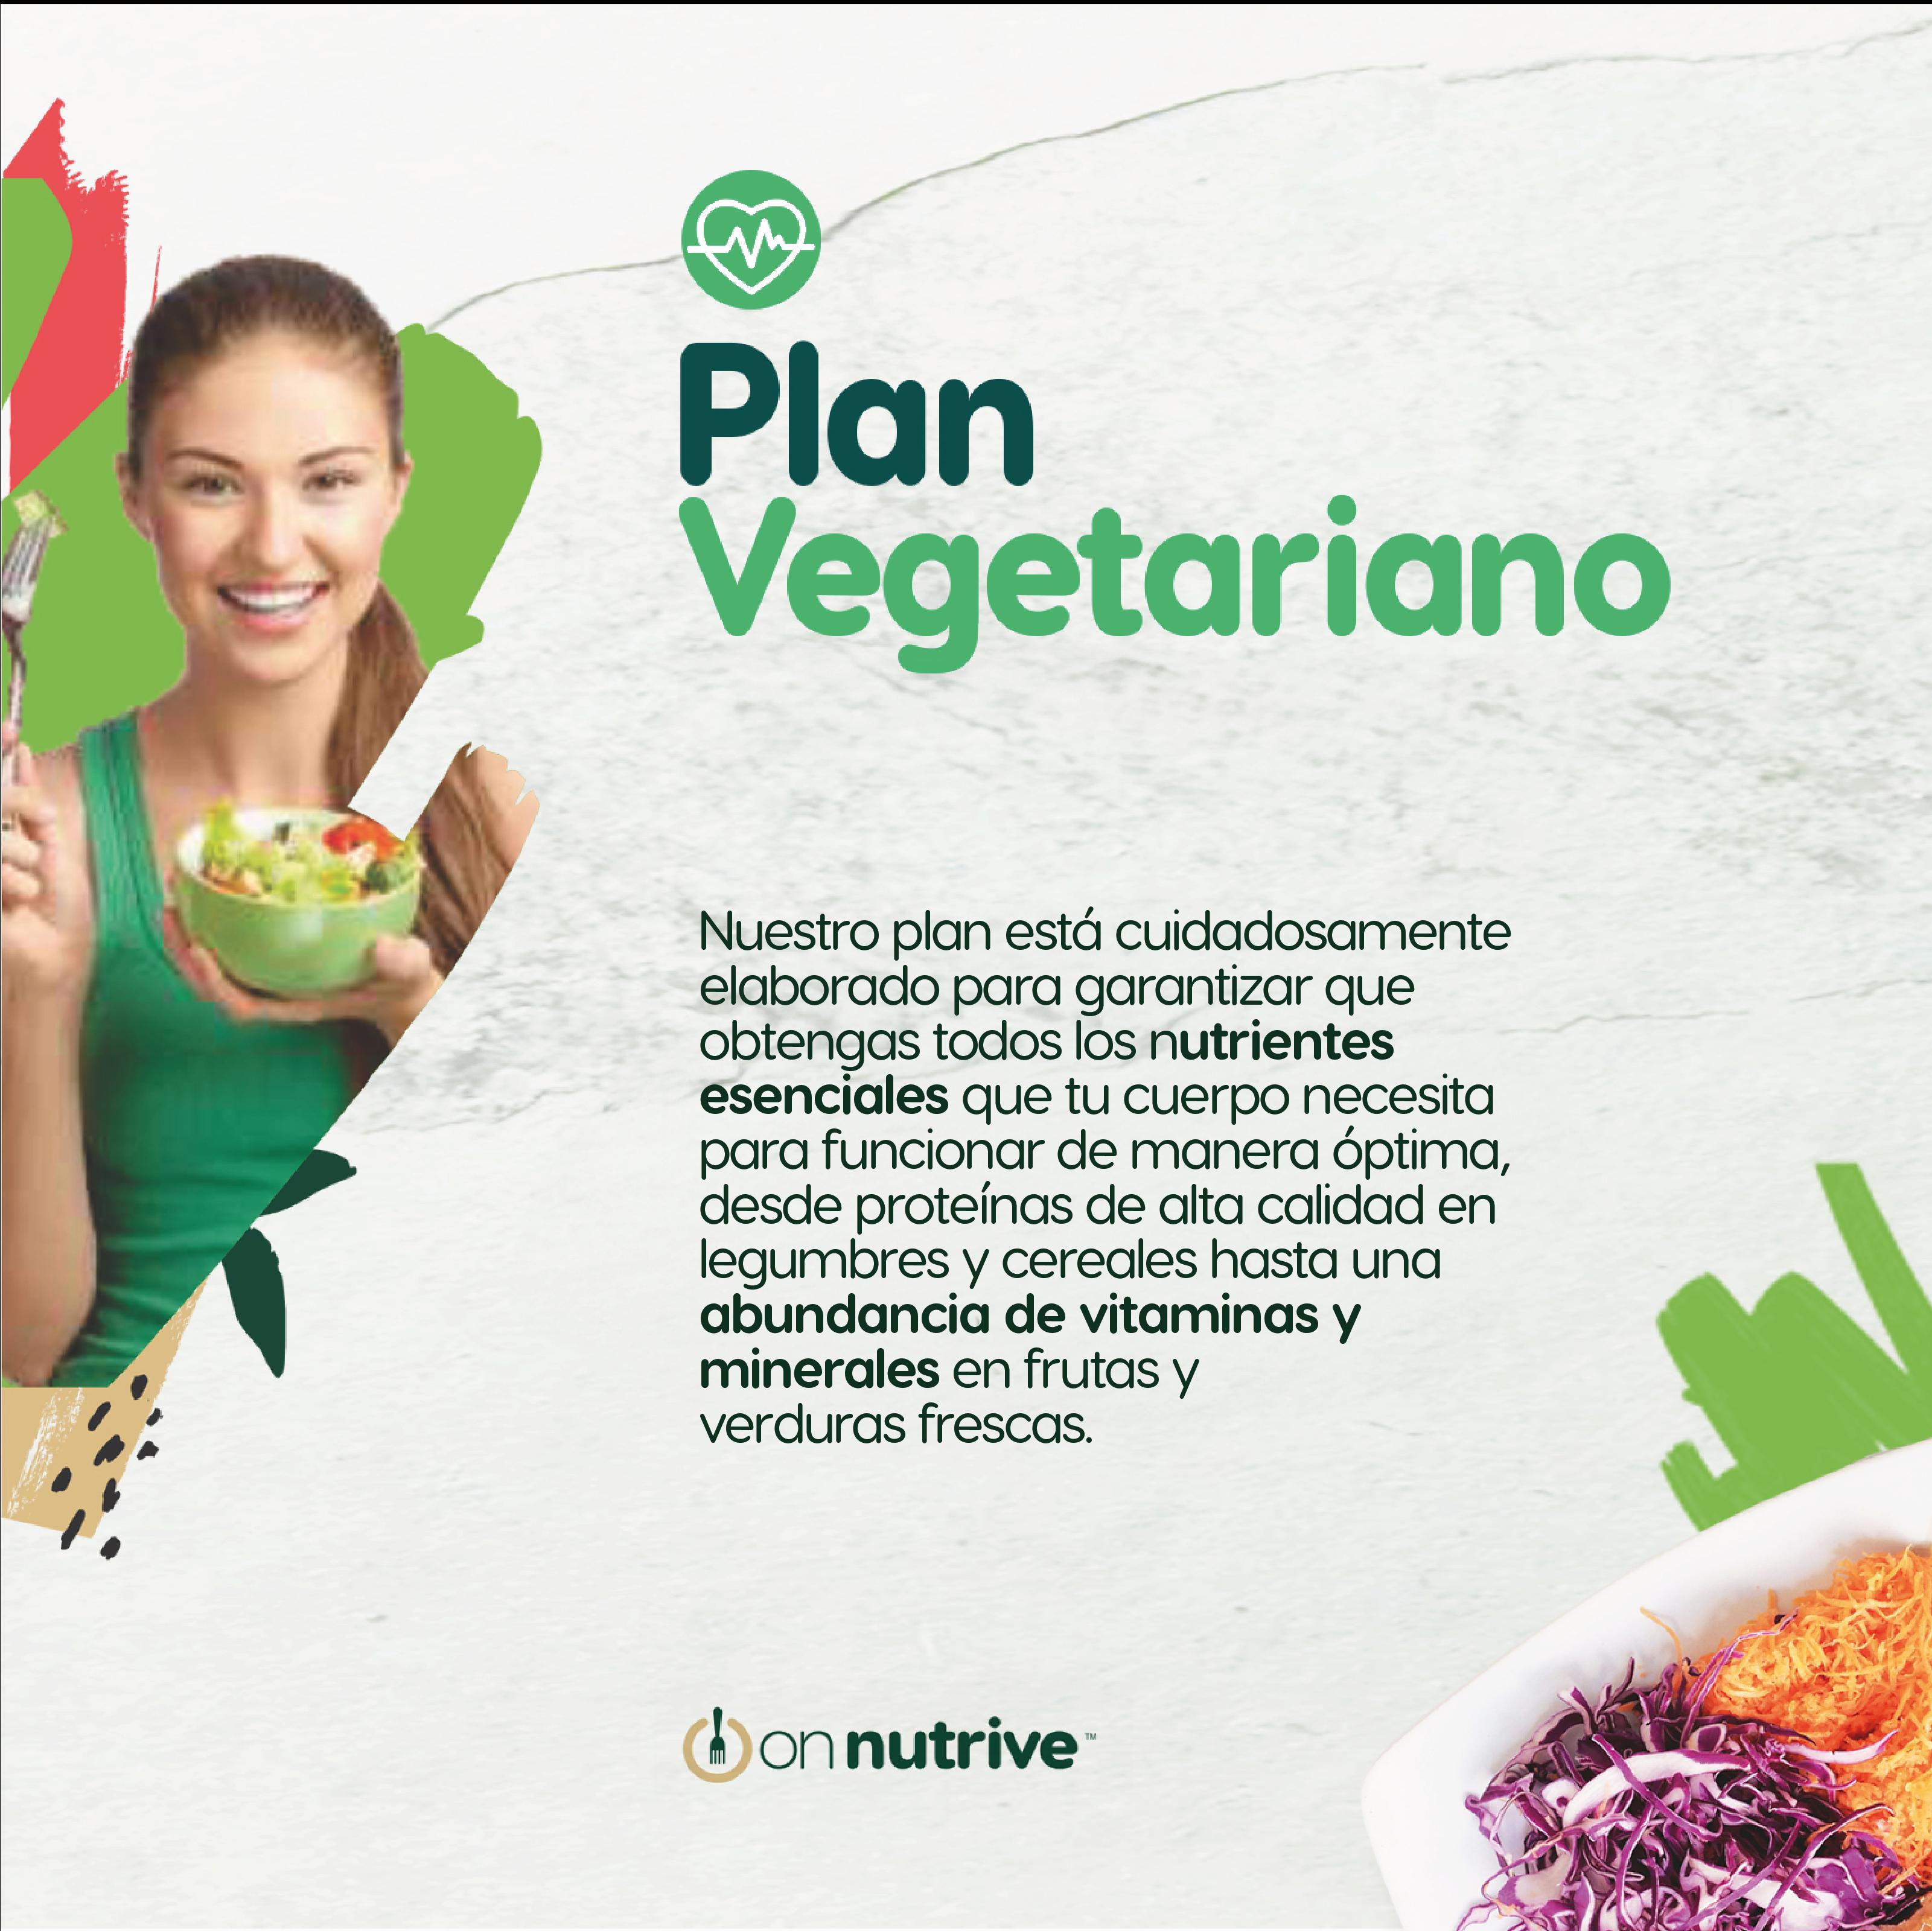 Plan
Vegetariano
Nuestro plan está cuidadosamente
elaborado para garantizar que
obtengas todos los nutrientes
esenciales que tu cuerpo necesita
para funcionar de manera óptima,
desde proteínas de alta calidad en
legumbres y cereales hasta una
abundancia de vitaminas y
minerales en frutas y
verduras frescas.
on nutrive™